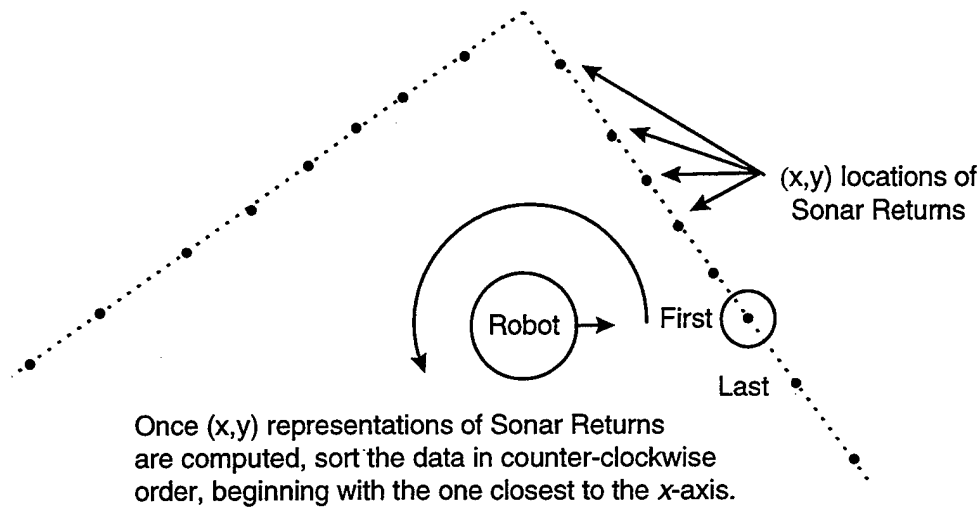 (x,y) locations of
Sonar Returns
Robot
First
Last
Once (x,y) representations of Sonar Returns
are computed, sort the data in counter-clockwise
order, beginning with the one closest to the x-axis.